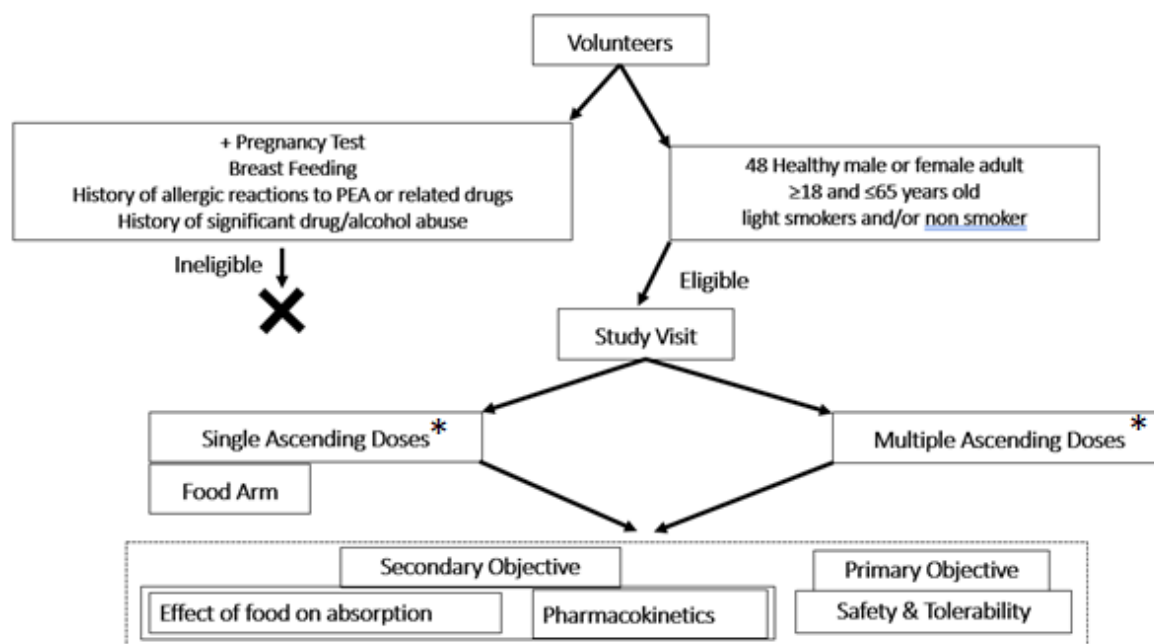 Volunteers
+ Pregnancy Test
Breast Feeding
History of allergic reactions to PEA or related drugs
History of significant drug/alcohol abuse
48 Healthy male or female adult
≥18 and ≤65 years old
light smokers and/or non smoker
Ineligible
Eligible
Study Visit
Single Ascending Doses*
Multiple Ascending Doses*
Food Arm
Secondary Objective
Primary Objective
Effect of food on absorption
Pharmacokinetics
Safety & Tolerability